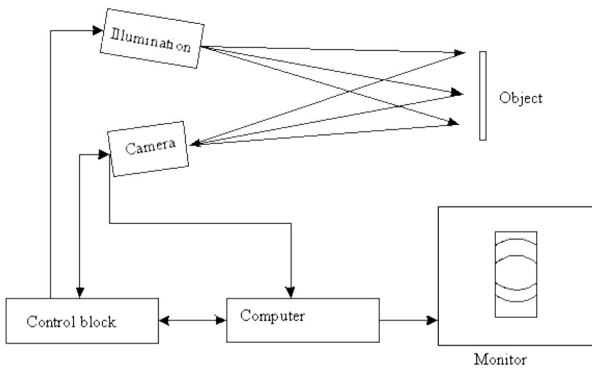 Illumination
Object
Camera
Control block
Computer
Monitor